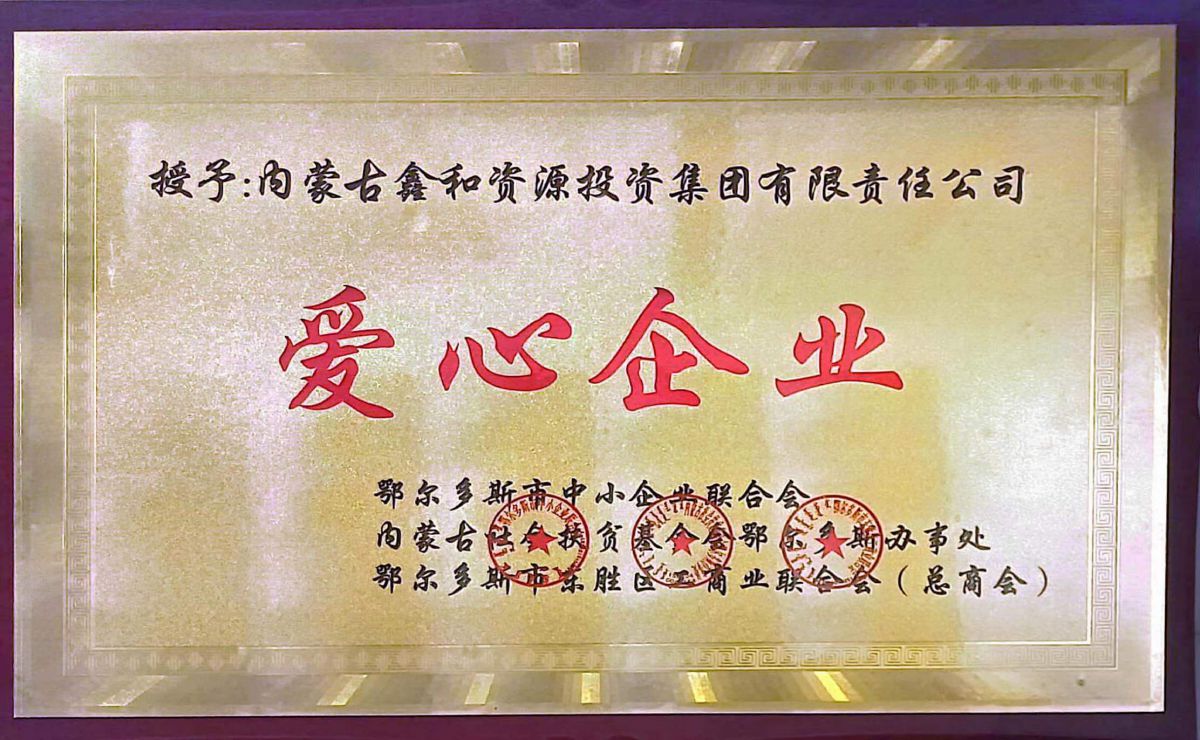 授予:内蒙古鑫和资源投资集团有限责任公司
爱心企业
鄂尔多斯市中小企业联合会
内蒙古社会扶贫基金会鄂尔多斯办事处
鄂尔多斯市东胜区工商业联合会（总商会）